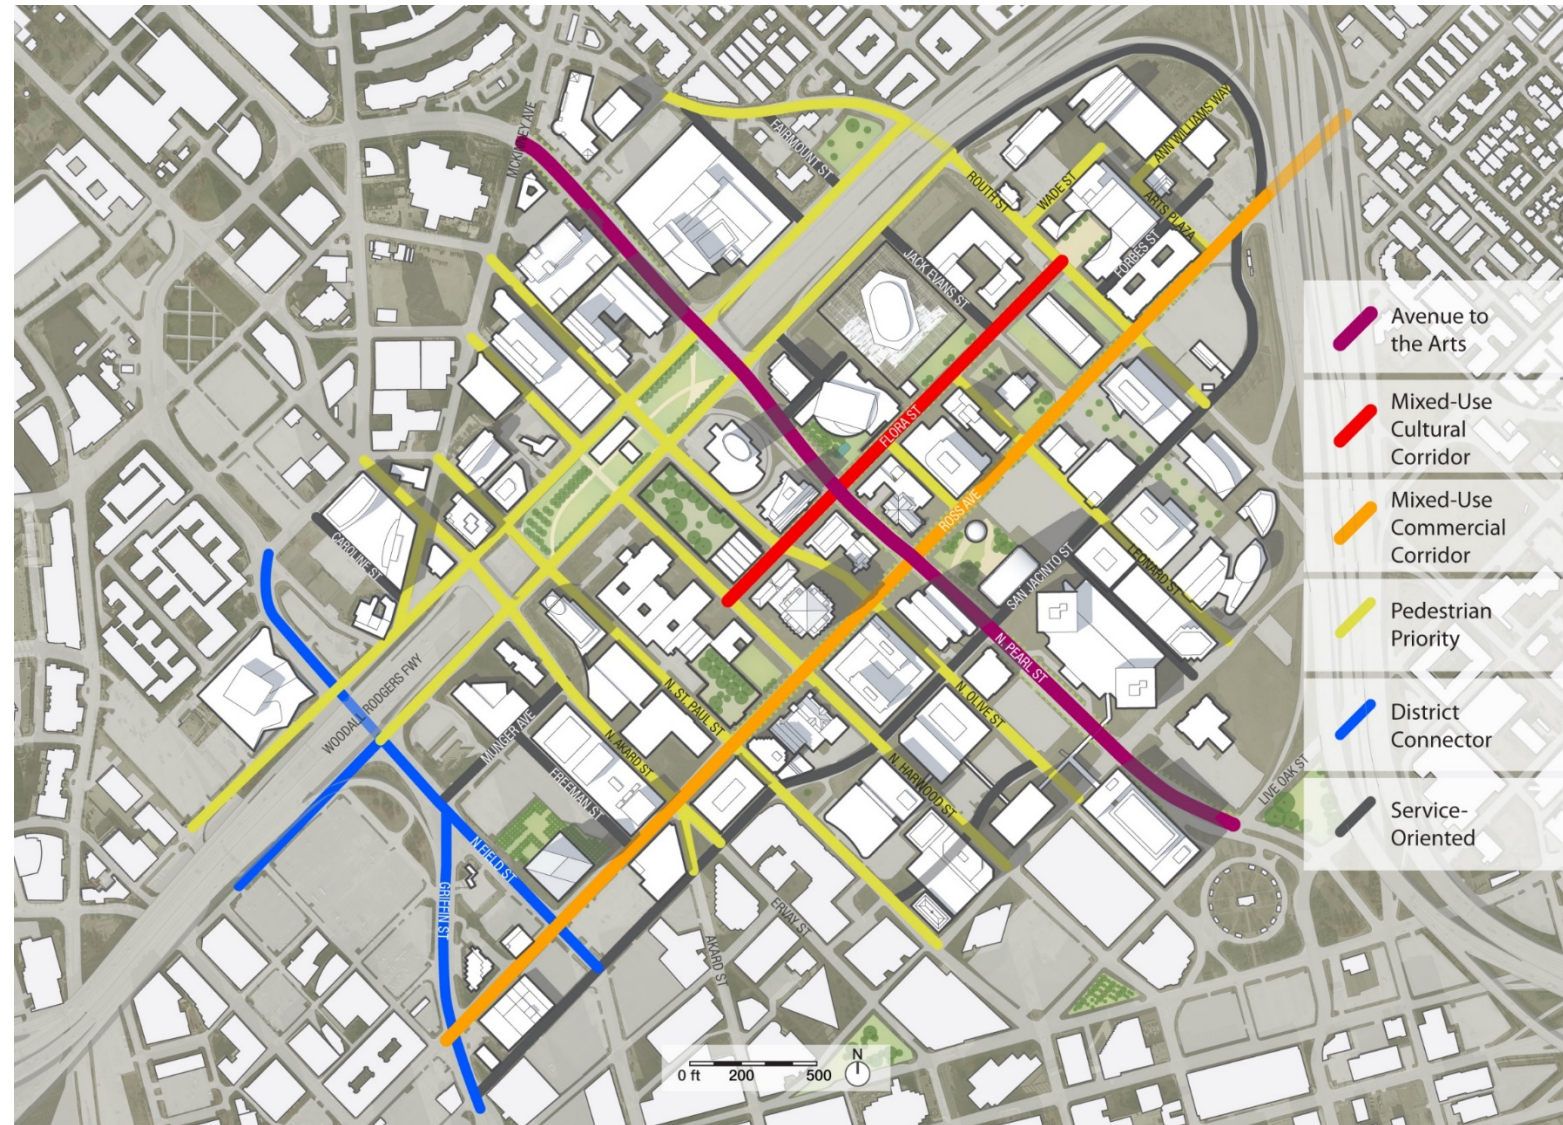 MCKINNEY AVE
FAIRMOUNT ST
ROUTH ST
WADE ST
ANN WILLIAMS WAY
ARTS PLAZA
FORBES ST
JACK EVANS ST
FLORA ST
ROSS AVE
SAN JACINTO ST
LEONARD ST
N. PEARL ST
N. OLIVE ST
N. HARWOOD ST
N. ST. PAUL ST
N. AKARD ST
FREEMAN ST
MUNGER AVE
CAROLINE ST
WOODALL RODGERS FWY
N FIELD ST
GRIFFIN ST
AKARD ST
ERVAY ST
LIVE OAK ST
Avenue to
the Arts
Mixed-Use
Cultural
Corridor
Mixed-Use
Commercial
Corridor
Pedestrian
Priority
District
Connector
Service-
Oriented
0 ft 200 500
N